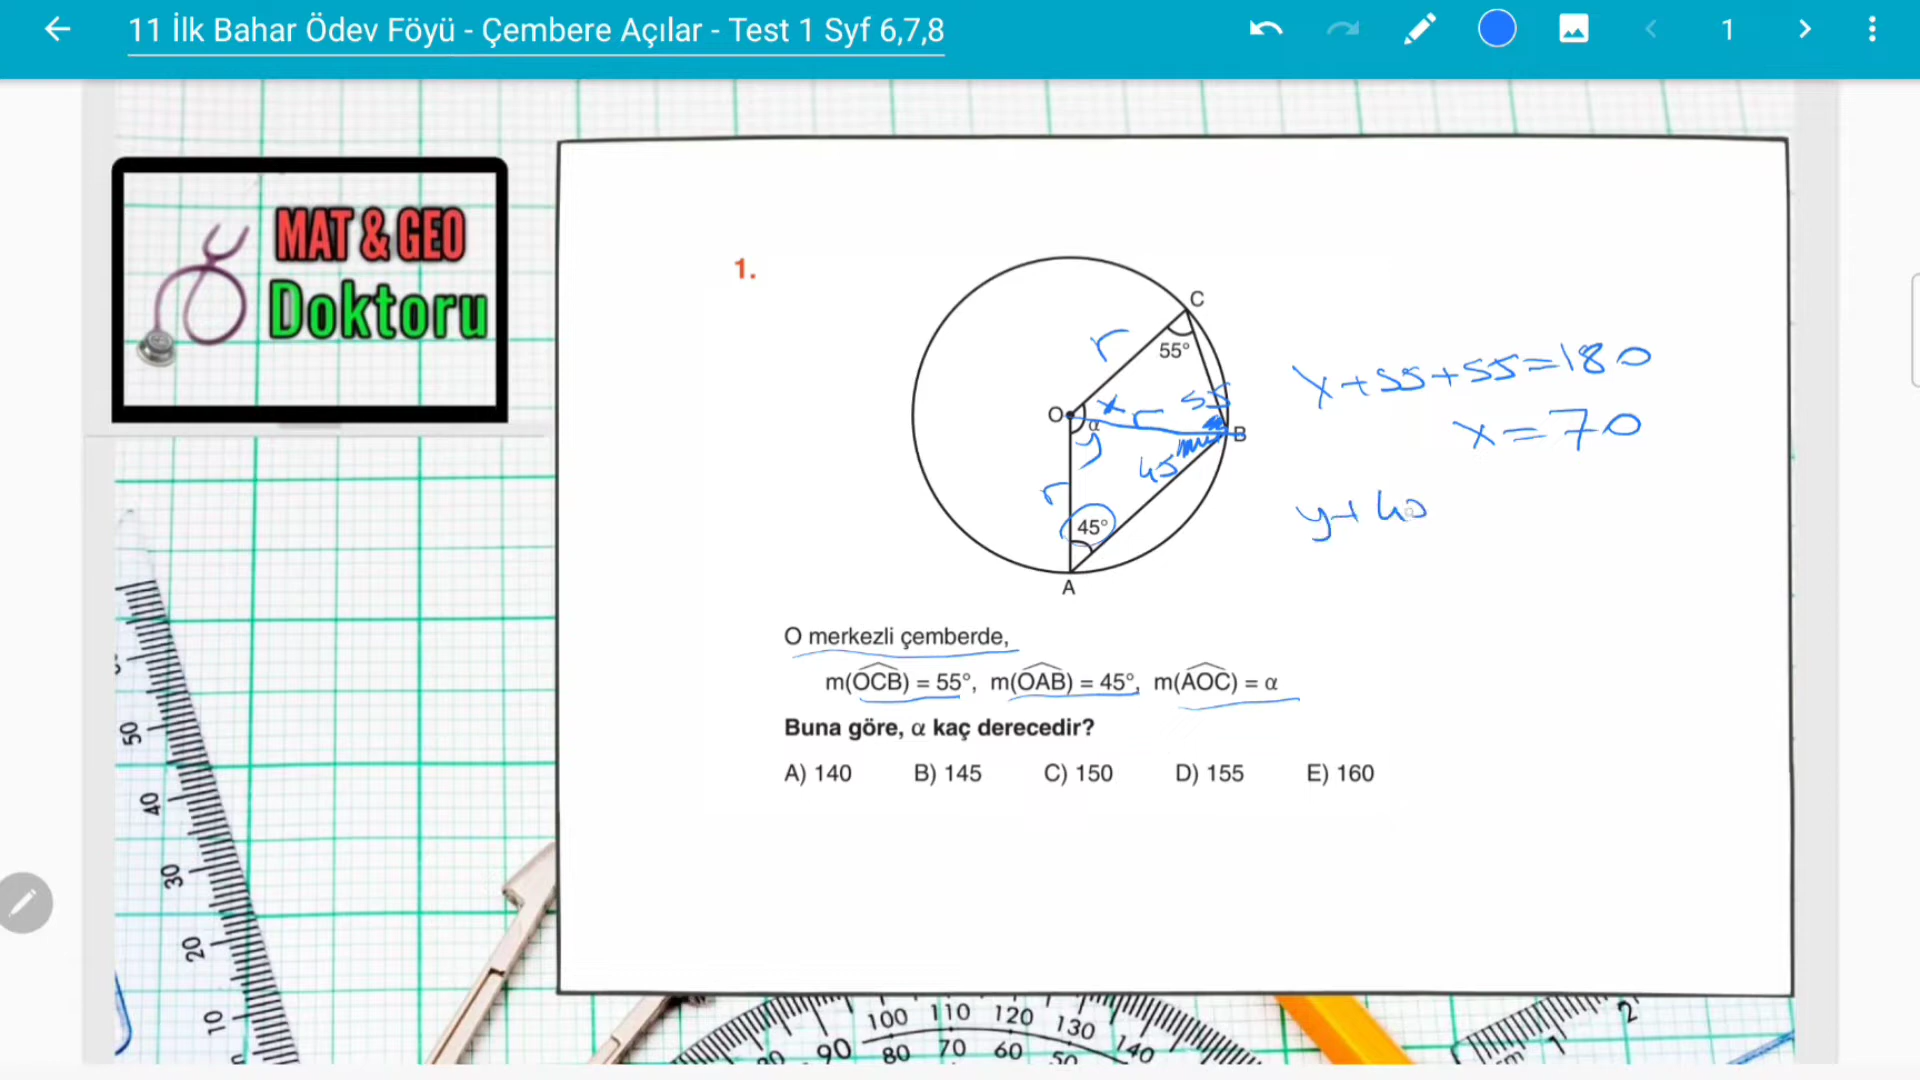 11 İlk Bahar Ödev Föyü - Çembere Açılar - Test 1 Syf 6,7,8
1
MAT & GEO
Doktoru
1.
C
55°
r
x + 55 + 55 = 180
x = 70
O
x
r
55
α
y
B
45
r
45°
A
O merkezli çemberde,
m(OCB) = 55°, m(OAB) = 45°, m(AOC) = α
Buna göre, α kaç derecedir?
A) 140 B) 145 C) 150 D) 155 E) 160
50
40
30
20
10
90 100 110 120 130 140
80 70 60 50
1 2